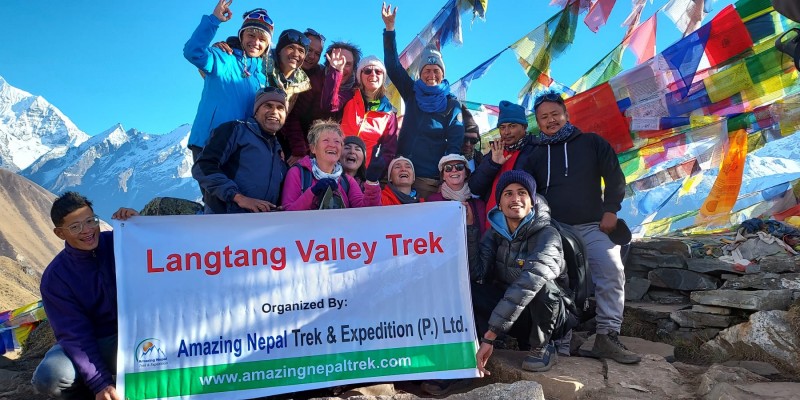 Langtang Valley Trek
Organized By:
Amazing Nepal Trek & Expedition (P.) Ltd.
www.amazingnepaltrek.com